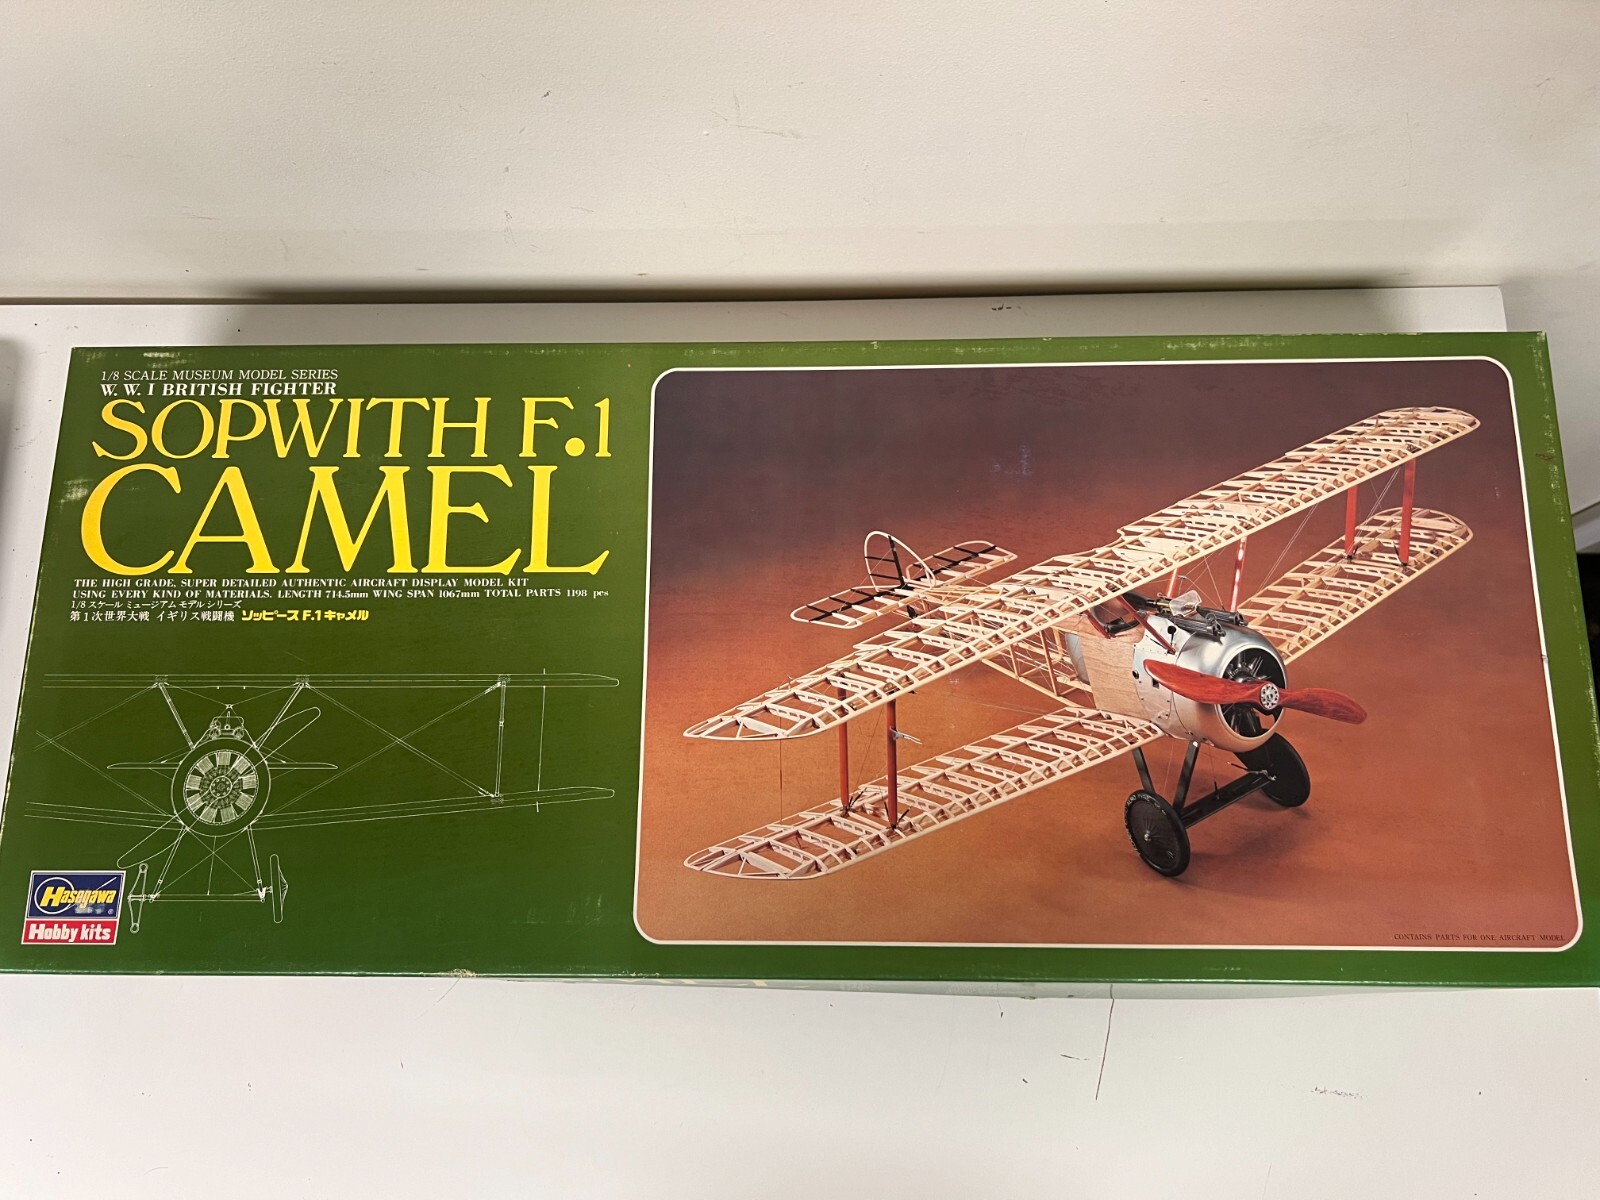 1/8 SCALE MUSEUM MODEL SERIES
W. W. I BRITISH FIGHTER
SOPWITH F.1
CAMEL
THE HIGH GRADE, SUPER DETAILED AUTHENTIC AIRCRAFT DISPLAY MODEL KIT
USING EVERY KIND OF MATERIALS. LENGTH 714.5mm WING SPAN 1067mm TOTAL PARTS 1198 pcs
1/8 スケール ミュージアム モデル シリーズ
第1次世界大戦 イギリス戦闘機 ソッピース F.1 キャメル
Hasegawa
Hobby kits
CONTAINS PARTS FOR ONE AIRCRAFT MODEL